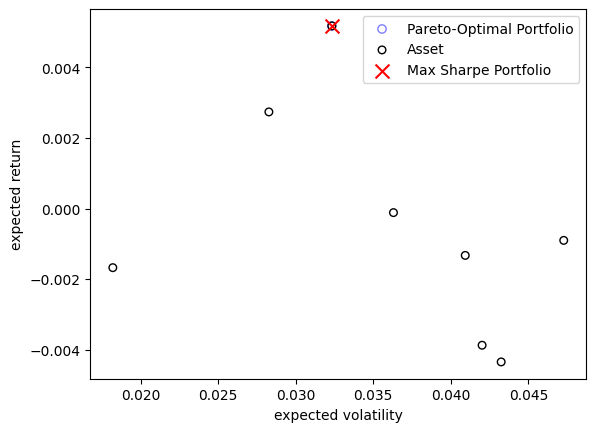 Pareto-Optimal Portfolio
Asset
Max Sharpe Portfolio
0.004
0.002
0.000
−0.002
−0.004
expected return
0.020 0.025 0.030 0.035 0.040 0.045
expected volatility